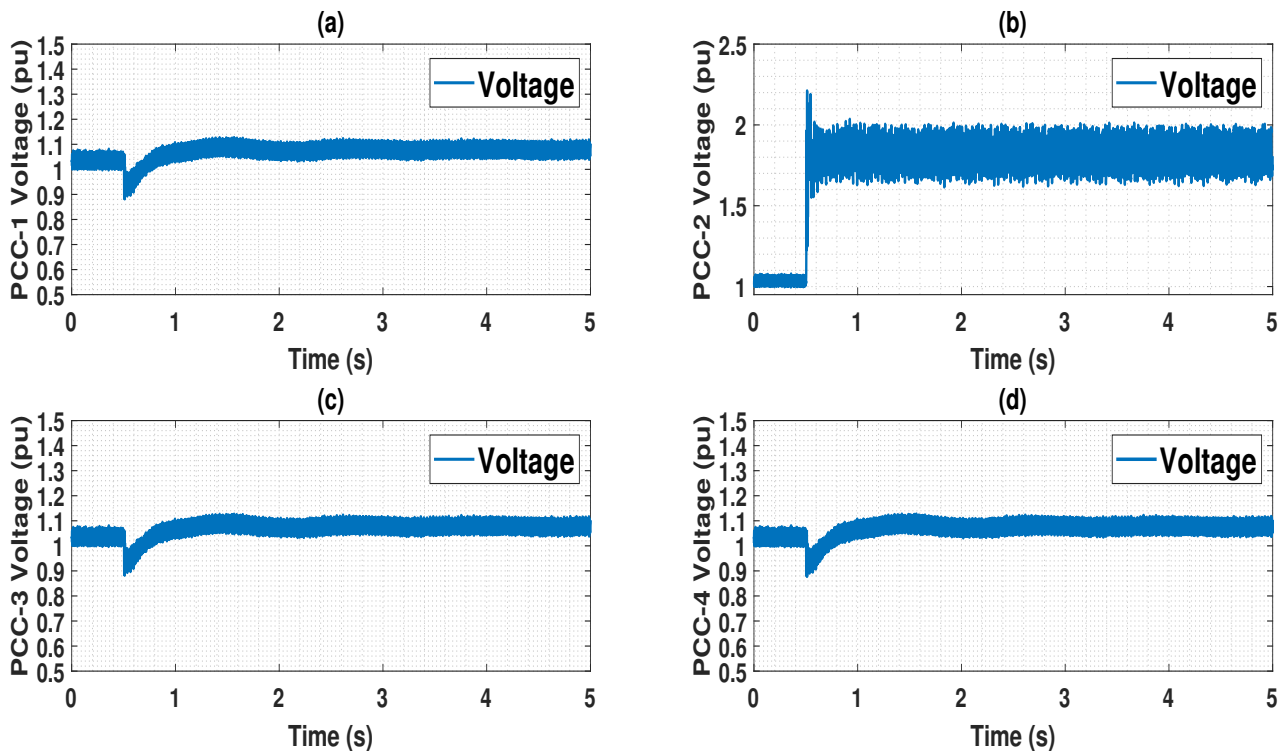 (a)
PCC-1 Voltage (pu)
1.5
1.4
1.3
1.2
1.1
1
0.9
0.8
0.7
0.6
0.5
Voltage
0 1 2 3 4 5
Time (s)
(b)
PCC-2 Voltage (pu)
2.5
2
1.5
1
Voltage
0 1 2 3 4 5
Time (s)
(c)
PCC-3 Voltage (pu)
1.5
1.4
1.3
1.2
1.1
1
0.9
0.8
0.7
0.6
0.5
Voltage
0 1 2 3 4 5
Time (s)
(d)
PCC-4 Voltage (pu)
1.5
1.4
1.3
1.2
1.1
1
0.9
0.8
0.7
0.6
0.5
Voltage
0 1 2 3 4 5
Time (s)